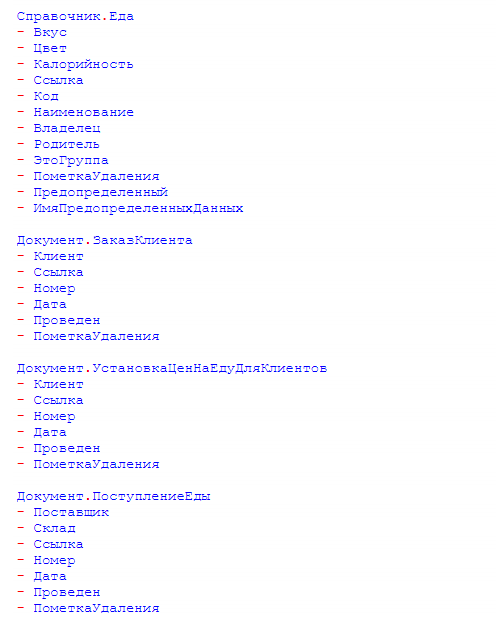 Справочник.Еда
- Вкус
- Цвет
- Калорийность
- Ссылка
- Код
- Наименование
- Владелец
- Родитель
- ЭтоГруппа
- ПометкаУдаления
- Предопределенный
- ИмяПредопределенныхДанных
Документ.ЗаказКлиента
- Клиент
- Ссылка
- Номер
- Дата
- Проведен
- ПометкаУдаления
Документ.УстановкаЦенНаЕдуДляКлиентов
- Клиент
- Ссылка
- Номер
- Дата
- Проведен
- ПометкаУдаления
Документ.ПоступлениеЕды
- Поставщик
- Склад
- Ссылка
- Номер
- Дата
- Проведен
- ПометкаУдаления